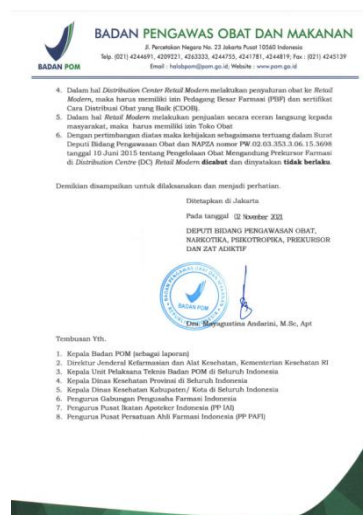 BADAN PENGAWAS OBAT DAN MAKANAN
Jl. Percetakan Negara No. 23 Jakarta Pusat 10560 Indonesia
Telp. (021) 4244691, 4209221, 4263333, 4244755, 4241781, 4244819; Fax : (021) 4245139
Email : halobpom@pom.go.id; Website : www.pom.go.id
BADAN POM
4. Dalam hal Distribution Center Retail Modern melakukan penyaluran obat ke Retail
Modern, maka harus memiliki izin Pedagang Besar Farmasi (PBF) dan sertifikat
Cara Distribusi Obat yang Baik (CDOB).
5. Dalam hal Retail Modern melakukan penjualan secara eceran langsung kepada
masyarakat, maka harus memiliki izin Toko Obat
6. Dengan pertimbangan diatas maka kebijakan sebagaimana tertuang dalam Surat
Deputi Bidang Pengawasan Obat dan NAPZA nomor PW.02.03.353.3.06.15.3698
tanggal 10 Juni 2015 tentang Pengelolaan Obat Mengandung Prekursor Farmasi
di Distribution Centre (DC) Retail Modern dicabut dan dinyatakan tidak berlaku.
Demikian disampaikan untuk dilaksanakan dan menjadi perhatian.
Ditetapkan di Jakarta
Pada tanggal 02 November 2021
DEPUTI BIDANG PENGAWASAN OBAT,
NARKOTIKA, PSIKOTROPIKA, PREKURSOR
DAN ZAT ADIKTIF
BADAN POM
Dra. Mayagustina Andarini, M.Sc, Apt
Tembusan Yth.
1. Kepala Badan POM (sebagai laporan)
2. Direktur Jenderal Kefarmasian dan Alat Kesehatan, Kementerian Kesehatan RI
3. Kepala Unit Pelaksana Teknis Badan POM di Seluruh Indonesia
4. Kepala Dinas Kesehatan Provinsi di Seluruh Indonesia
5. Kepala Dinas Kesehatan Kabupaten/ Kota di Seluruh Indonesia
6. Pengurus Gabungan Pengusaha Farmasi Indonesia
7. Pengurus Pusat Ikatan Apoteker Indonesia (PP IAI)
8. Pengurus Pusat Persatuan Ahli Farmasi Indonesia (PP PAFI)